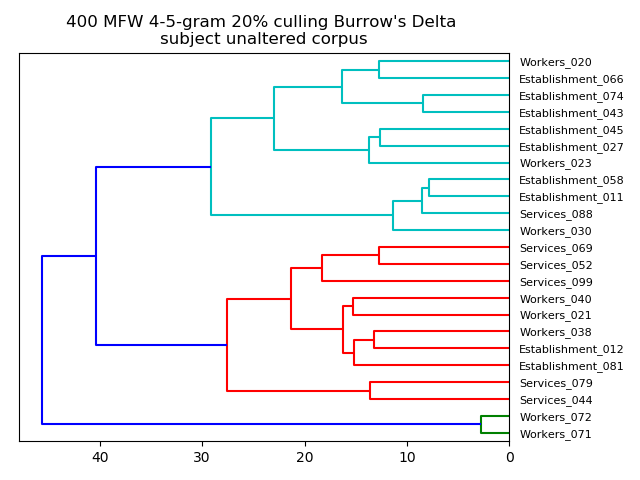 400 MFW 4-5-gram 20% culling Burrow's Delta
subject unaltered corpus
Workers_020
Establishment_066
Establishment_074
Establishment_043
Establishment_045
Establishment_027
Workers_023
Establishment_058
Establishment_011
Services_088
Workers_030
Services_069
Services_052
Services_099
Workers_040
Workers_021
Workers_038
Establishment_012
Establishment_081
Services_079
Services_044
Workers_072
Workers_071
40 30 20 10 0